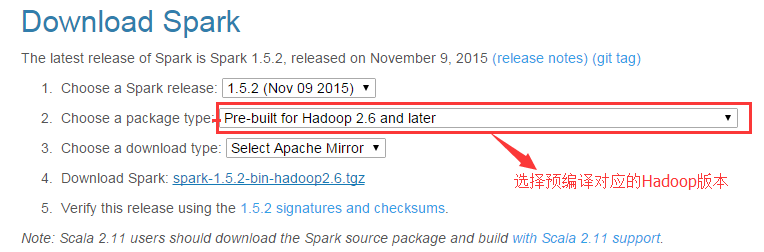 Download Spark
The latest release of Spark is Spark 1.5.2, released on November 9, 2015 (release notes) (git tag)
1. Choose a Spark release: 1.5.2 (Nov 09 2015)
2. Choose a package type: Pre-built for Hadoop 2.6 and later
3. Choose a download type: Select Apache Mirror
4. Download Spark: spark-1.5.2-bin-hadoop2.6.tgz
选择预编译对应的Hadoop版本
5. Verify this release using the 1.5.2 signatures and checksums.
Note: Scala 2.11 users should download the Spark source package and build with Scala 2.11 support.